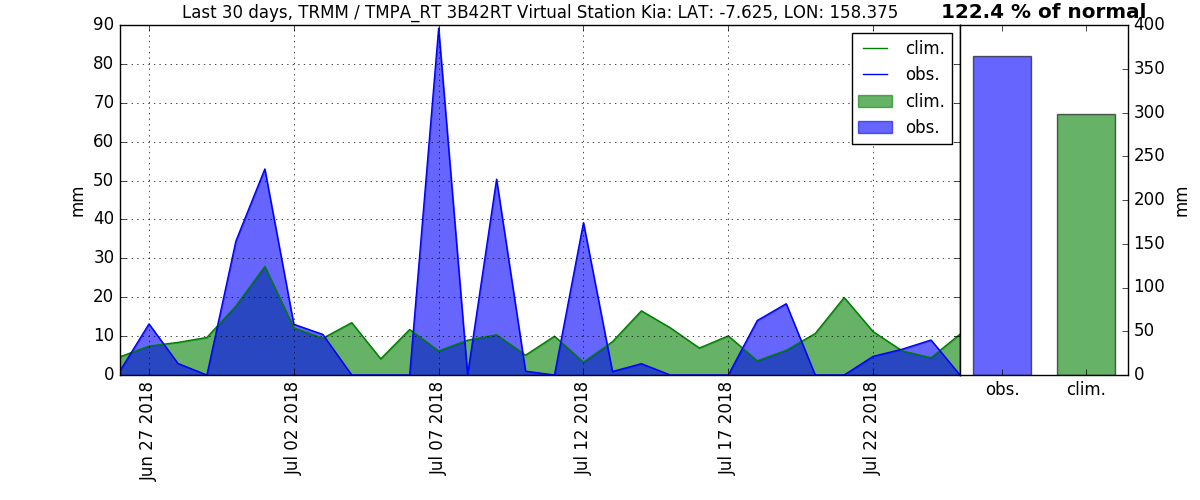 Last 30 days, TRMM / TMPA_RT 3B42RT Virtual Station Kia: LAT: -7.625, LON: 158.375
122.4 % of normal
90
80
70
60
50
40
30
20
10
0
mm
clim.
obs.
clim.
obs.
Jun 27 2018
Jul 02 2018
Jul 07 2018
Jul 12 2018
Jul 17 2018
Jul 22 2018
400
350
300
250
200
150
100
50
0
mm
obs.
clim.